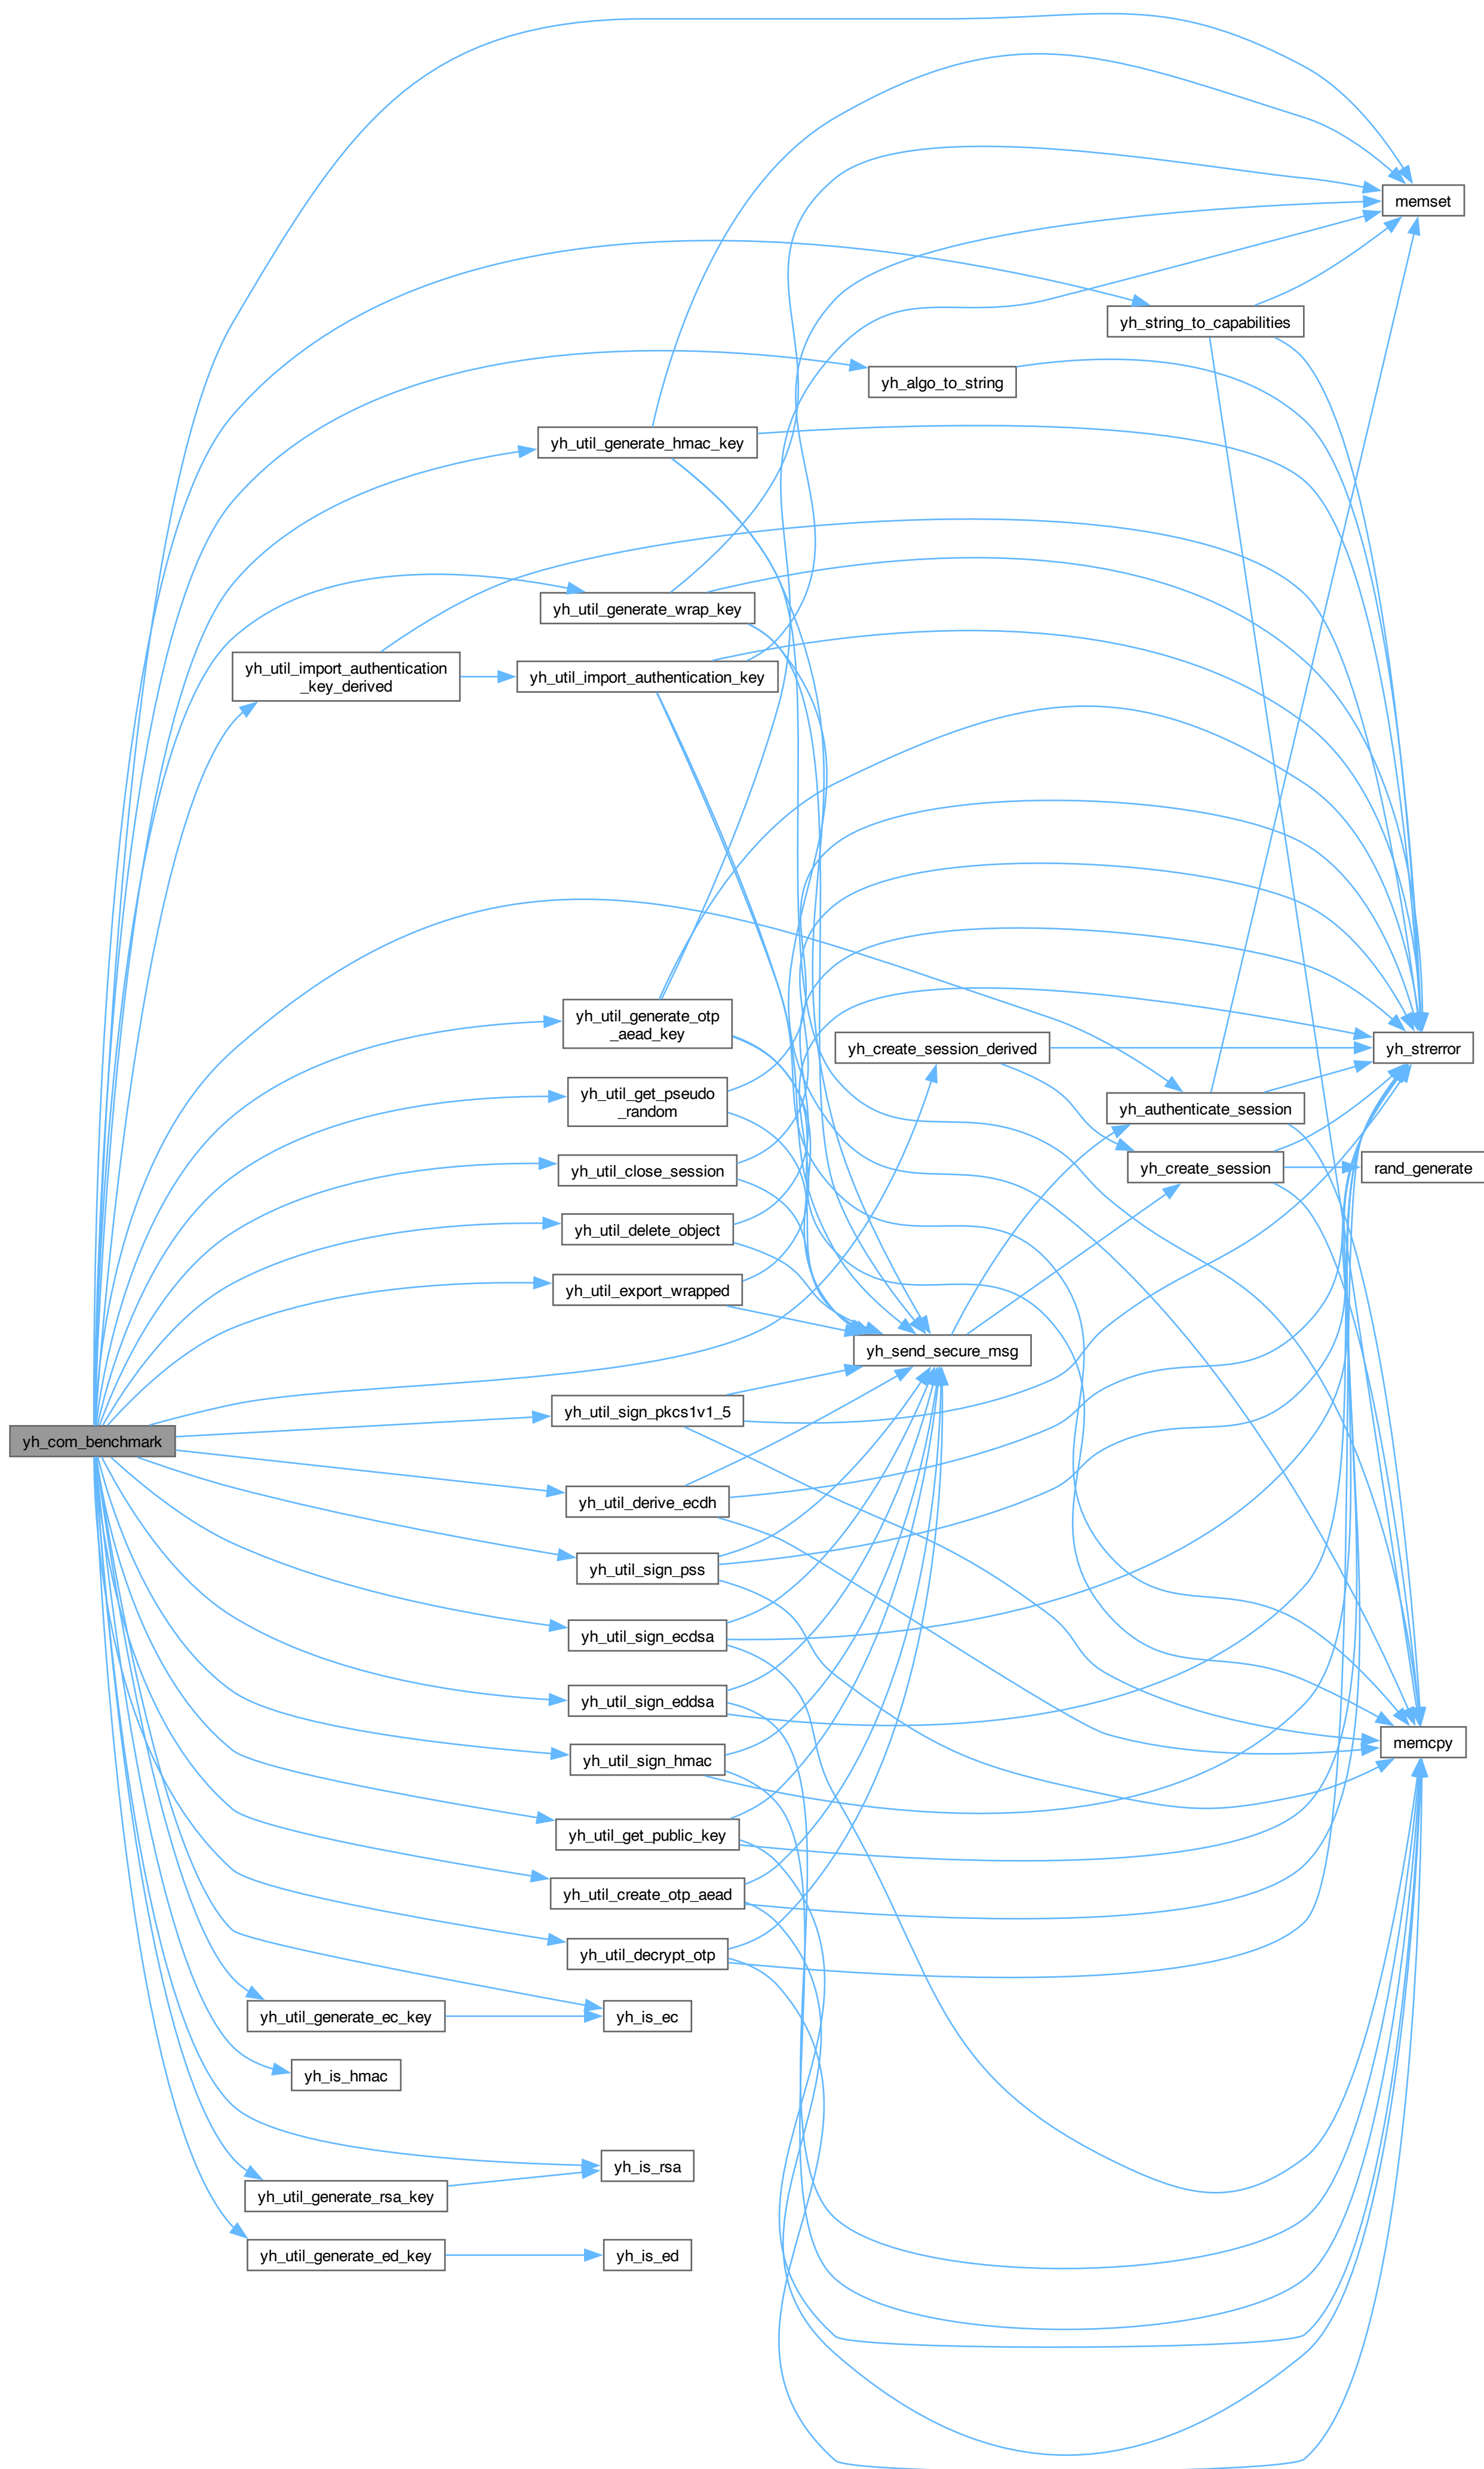 memset
yh_string_to_capabilities
yh_algo_to_string
yh_util_generate_hmac_key
yh_util_generate_wrap_key
yh_util_import_authentication
_key_derived
yh_util_import_authentication_key
yh_util_generate_otp
_aead_key
yh_create_session_derived
yh_strerror
yh_util_get_pseudo
_random
yh_authenticate_session
yh_util_close_session
yh_create_session
rand_generate
yh_util_delete_object
yh_util_export_wrapped
yh_send_secure_msg
yh_util_sign_pkcs1v1_5
yh_com_benchmark
yh_util_derive_ecdh
yh_util_sign_pss
yh_util_sign_ecdsa
yh_util_sign_eddsa
memcpy
yh_util_sign_hmac
yh_util_get_public_key
yh_util_create_otp_aead
yh_util_decrypt_otp
yh_util_generate_ec_key
yh_is_ec
yh_is_hmac
yh_is_rsa
yh_util_generate_rsa_key
yh_util_generate_ed_key
yh_is_ed